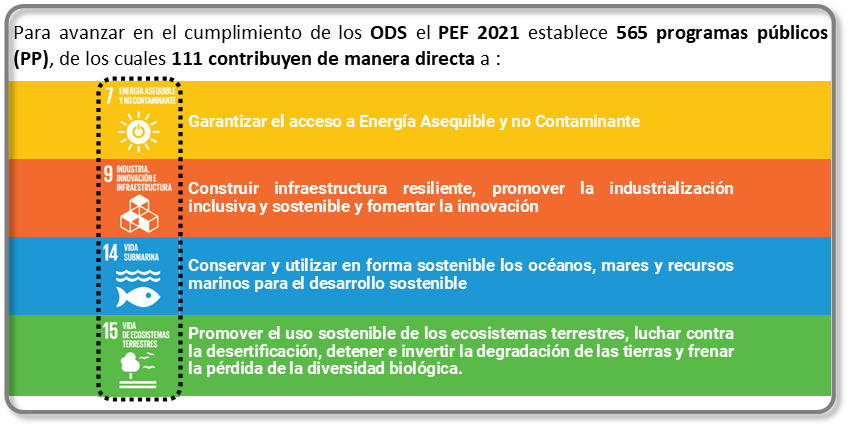 Para avanzar en el cumplimiento de los ODS el PEF 2021 establece 565 programas públicos
(PP), de los cuales 111 contribuyen de manera directa a :
7 ENERGÍA ASEQUIBLE
Y NO CONTAMINANTE
Garantizar el acceso a Energía Asequible y no Contaminante
9 INDUSTRIA,
INNOVACIÓN E
INFRAESTRUCTURA
Construir infraestructura resiliente, promover la industrialización
inclusiva y sostenible y fomentar la innovación
14 VIDA
SUBMARINA
Conservar y utilizar en forma sostenible los océanos, mares y recursos
marinos para el desarrollo sostenible
15 VIDA
DE ECOSISTEMAS
TERRESTRES
Promover el uso sostenible de los ecosistemas terrestres, luchar contra
la desertificación, detener e invertir la degradación de las tierras y frenar
la pérdida de la diversidad biológica.